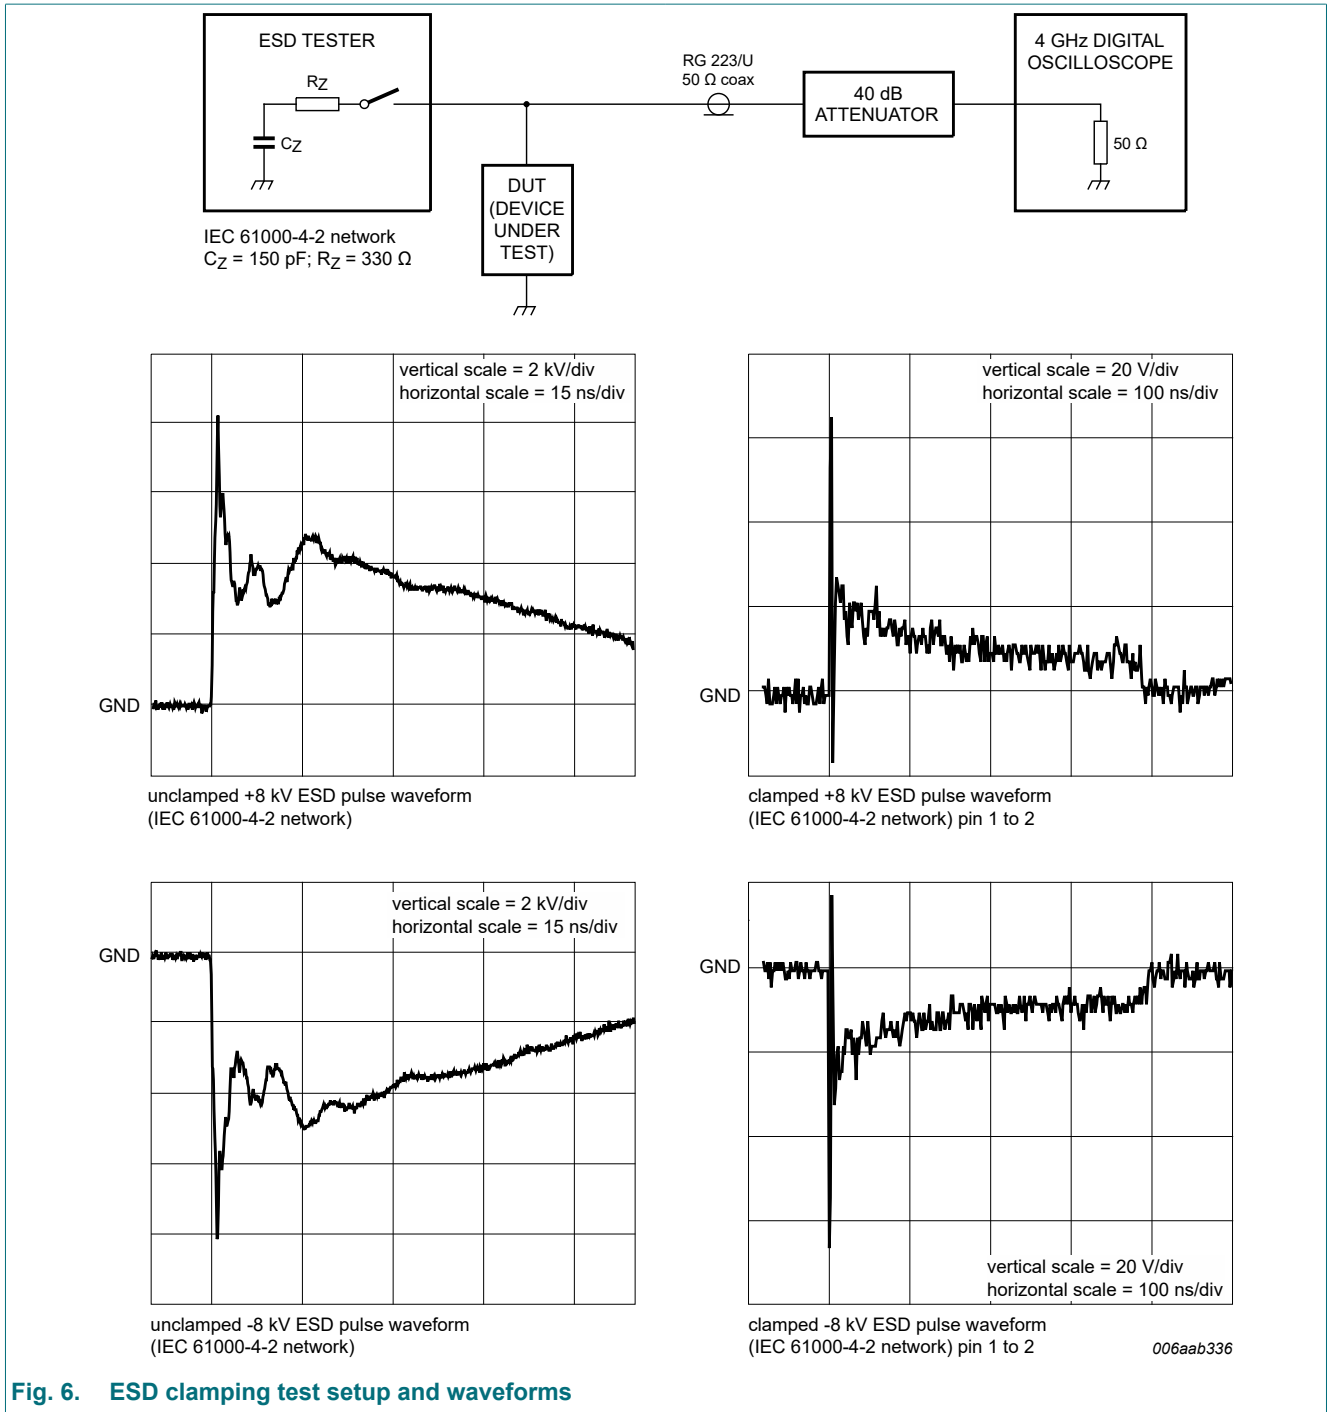 ESD TESTER
RZ
CZ
IEC 61000-4-2 network
CZ = 150 pF; RZ = 330 Ω
DUT
(DEVICE
UNDER
TEST)
RG 223/U
50 Ω coax
40 dB
ATTENUATOR
4 GHz DIGITAL
OSCILLOSCOPE
50 Ω
vertical scale = 2 kV/div
horizontal scale = 15 ns/div
GND
unclamped +8 kV ESD pulse waveform
(IEC 61000-4-2 network)
vertical scale = 20 V/div
horizontal scale = 100 ns/div
GND
clamped +8 kV ESD pulse waveform
(IEC 61000-4-2 network) pin 1 to 2
vertical scale = 2 kV/div
horizontal scale = 15 ns/div
GND
unclamped -8 kV ESD pulse waveform
(IEC 61000-4-2 network)
GND
vertical scale = 20 V/div
horizontal scale = 100 ns/div
clamped -8 kV ESD pulse waveform
(IEC 61000-4-2 network) pin 1 to 2
006aab336
Fig. 6. ESD clamping test setup and waveforms